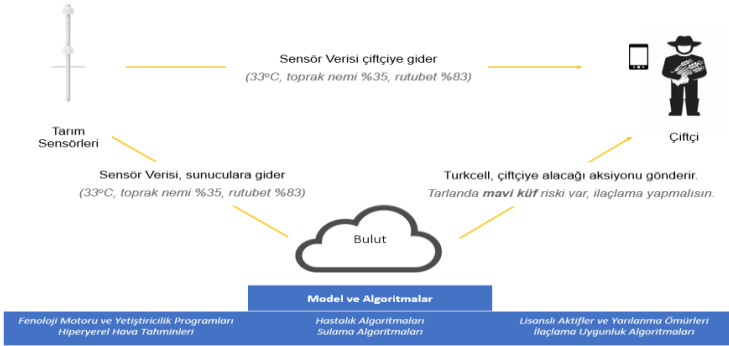 Sensör Verisi çiftçiye gider
(33°C, toprak nemi %35, rutubet %83)
Tarım
Sensörleri
Çiftçi
Sensör Verisi, sunuculara gider
(33°C, toprak nemi %35, rutubet %83)
Turkcell, çiftçiye alacağı aksiyonu gönderir.
Tarlanda mavi küf riski var, ilaçlama yapmalısın.
Bulut
Model ve Algoritmalar
Fenoloji Motoru ve Yetiştiricilik Programları
Hiperyerel Hava Tahminleri
Hastalık Algoritmaları
Sulama Algoritmaları
Lisanslı Aktifler ve Yarılanma Ömürleri
İlaçlama Uygunluk Algoritmaları